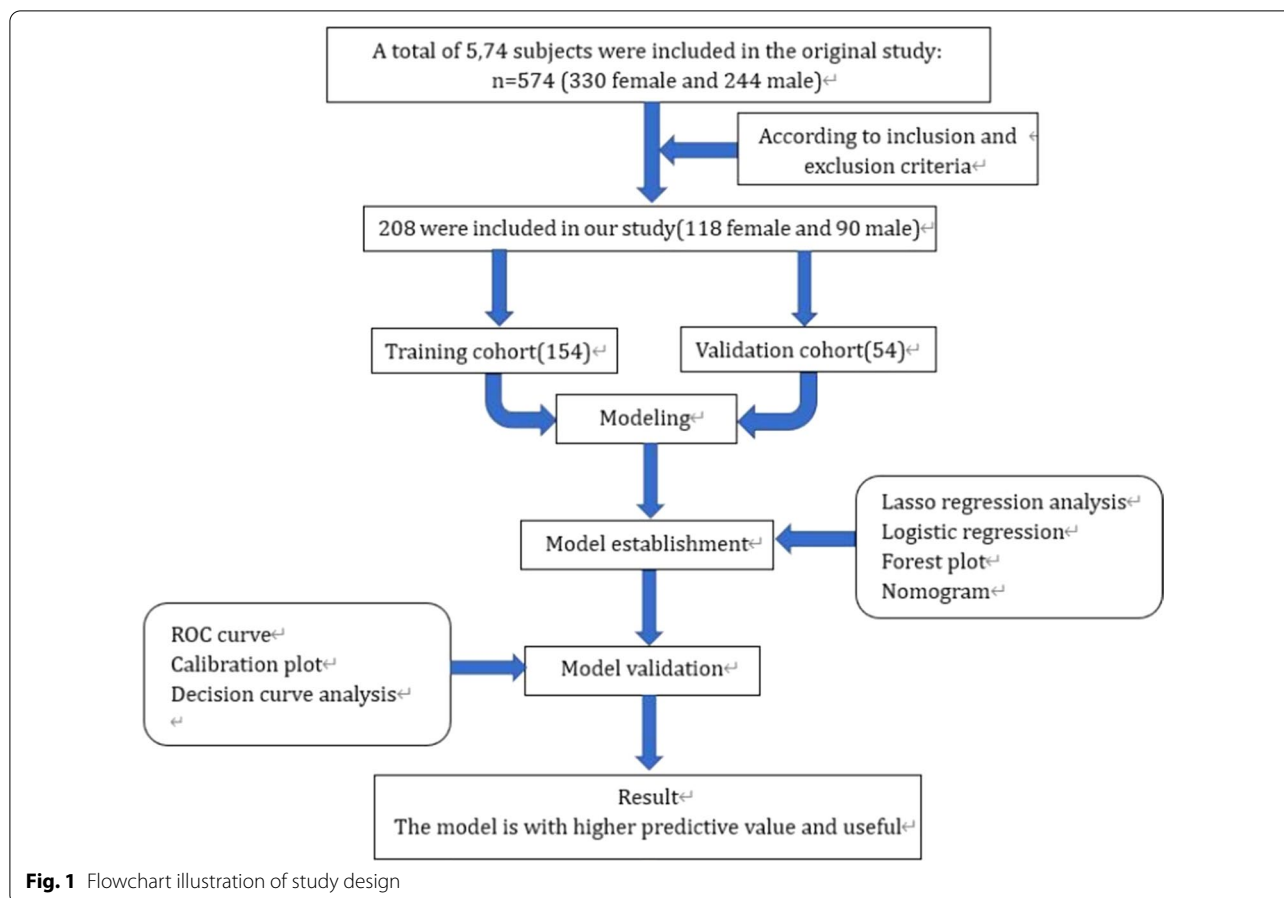 A total of 5,74 subjects were included in the original study:
n=574 (330 female and 244 male)↵
According to inclusion and ↵
exclusion criteria↵
208 were included in our study(118 female and 90 male)↵
Training cohort(154)↵
Validation cohort(54)↵
Modeling↵
Lasso regression analysis↵
Logistic regression↵
Forest plot↵
Nomogram↵
Model establishment↵
ROC curve↵
Calibration plot↵
Decision curve analysis↵
↵
Model validation↵
Result↵
The model is with higher predictive value and useful↵
Fig. 1 Flowchart illustration of study design